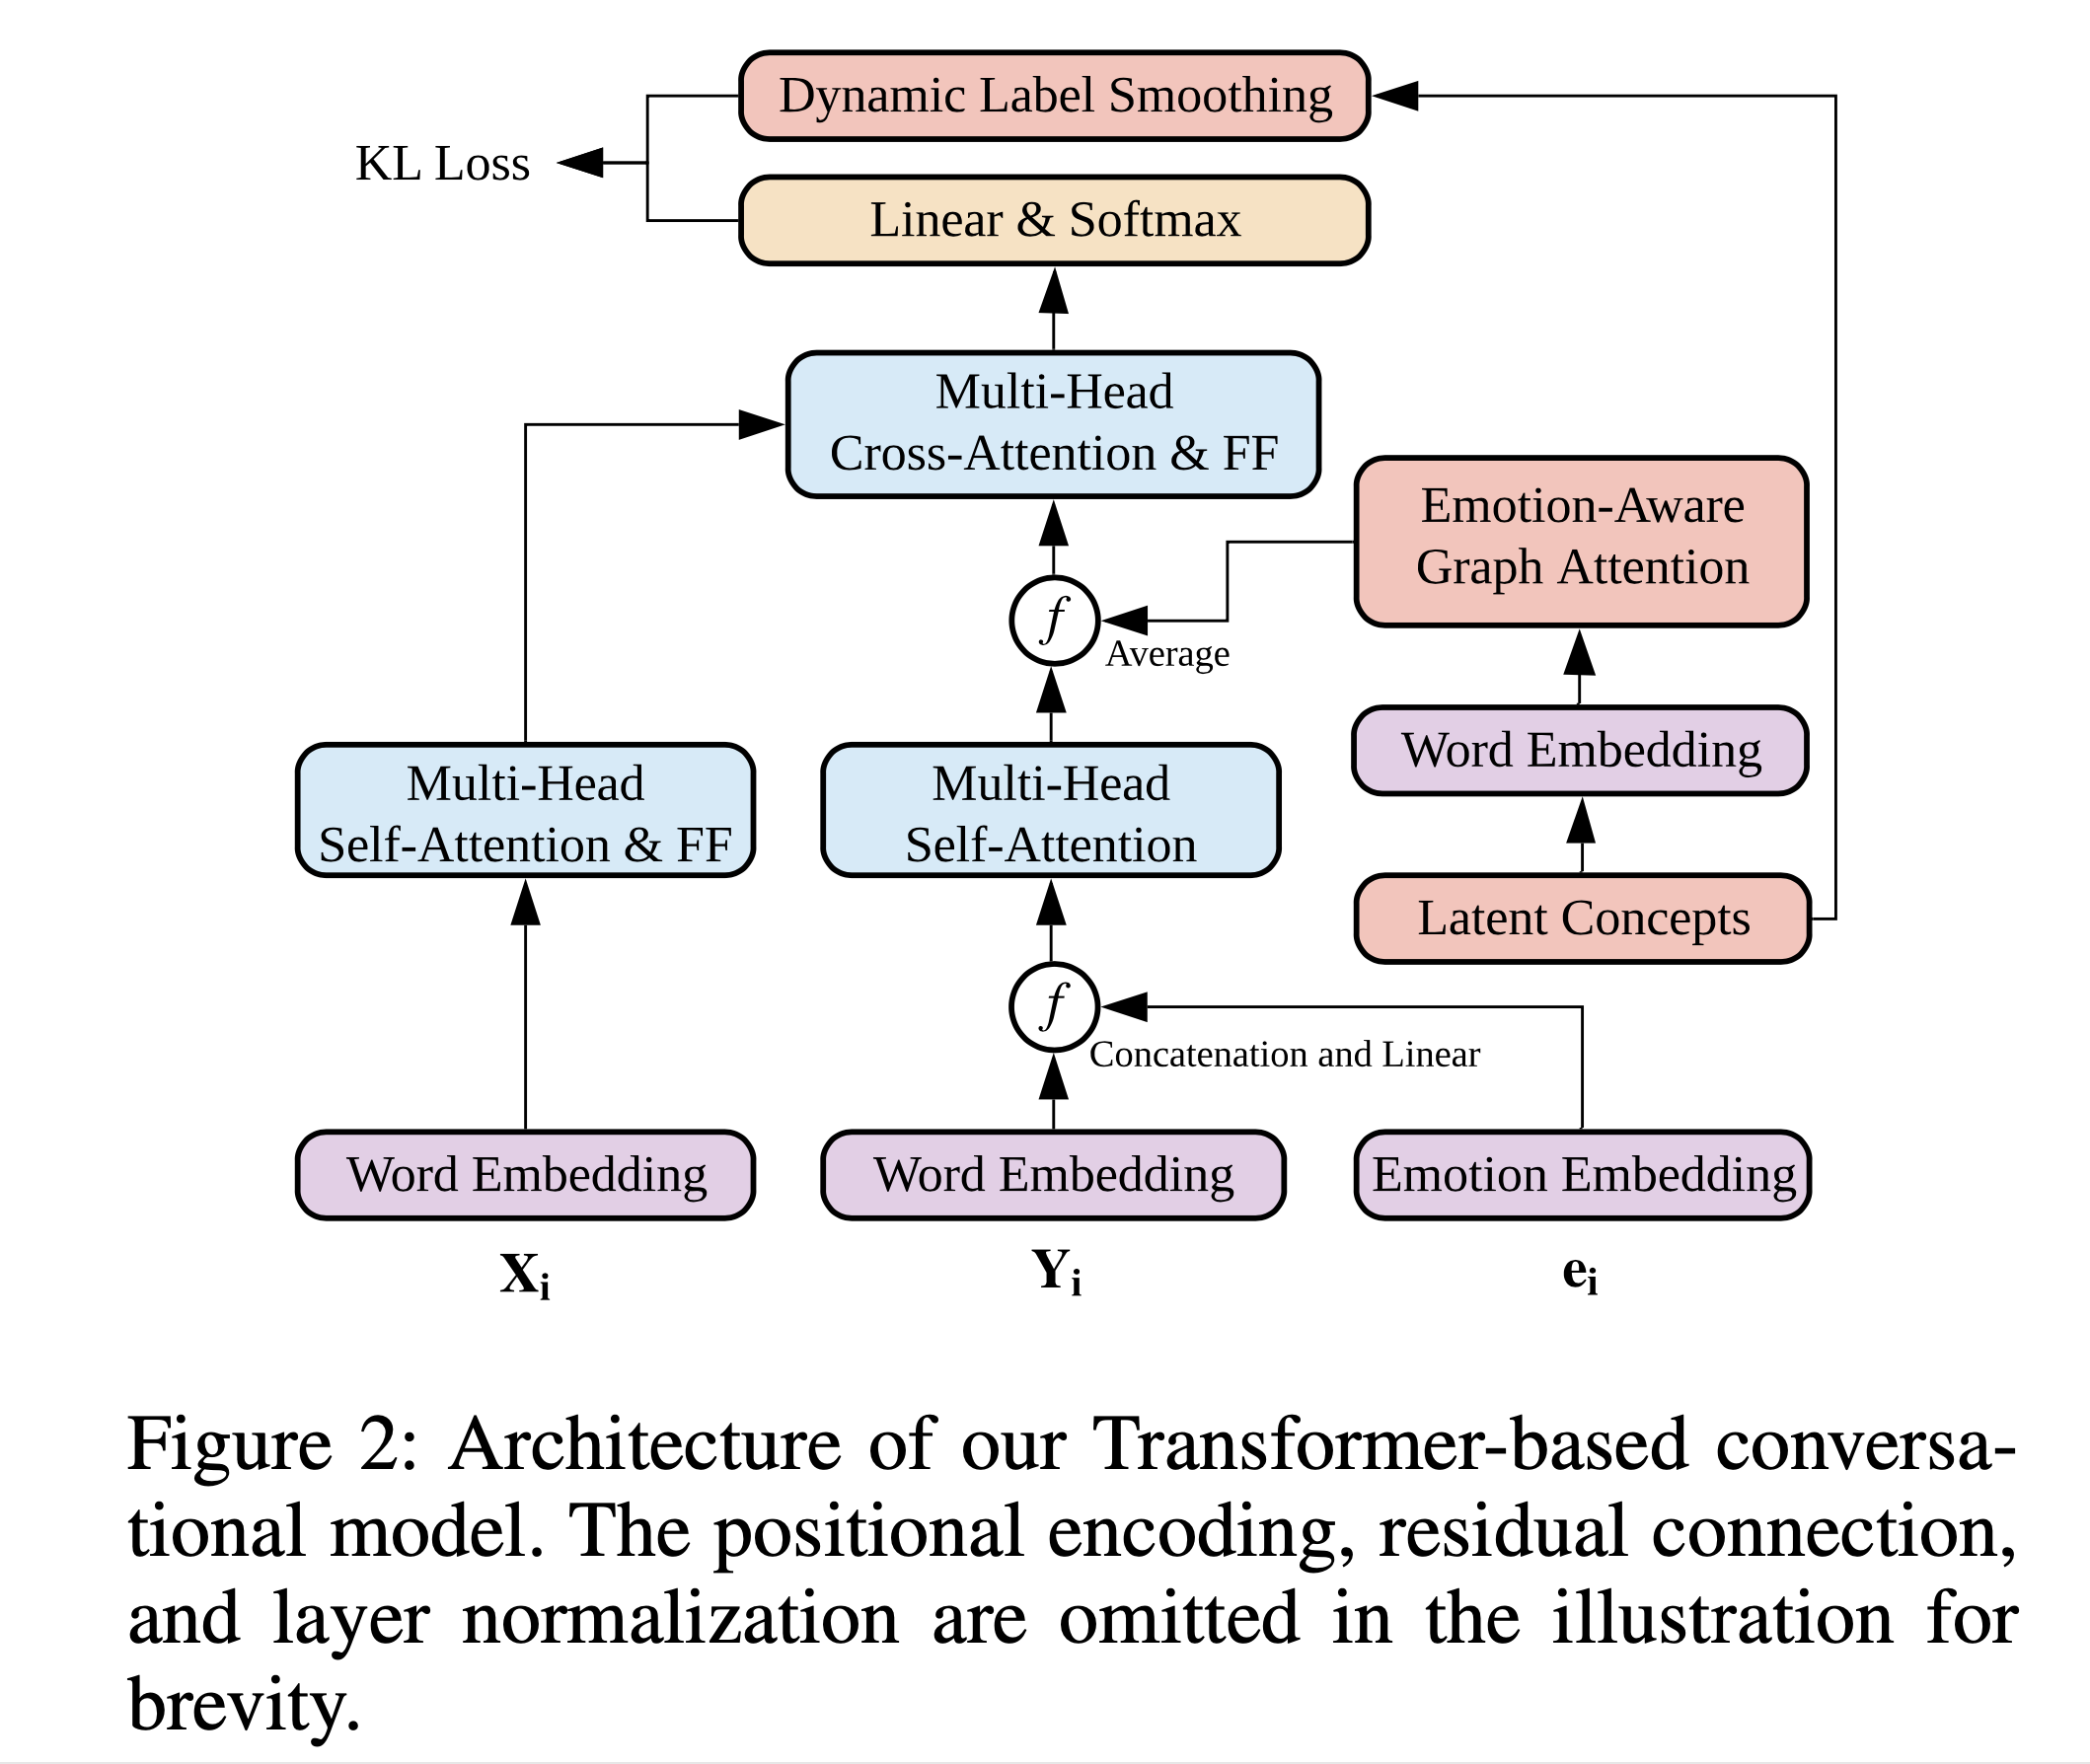 Dynamic Label Smoothing
KL Loss
Linear & Softmax
Multi-Head
Cross-Attention & FF
Emotion-Aware
Graph Attention
f
Average
Word Embedding
Multi-Head
Self-Attention & FF
Multi-Head
Self-Attention
Latent Concepts
f
Concatenation and Linear
Word Embedding
Word Embedding
Emotion Embedding
Xi
Yi
ei
Figure 2: Architecture of our Transformer-based conversa-
tional model. The positional encoding, residual connection,
and layer normalization are omitted in the illustration for
brevity.